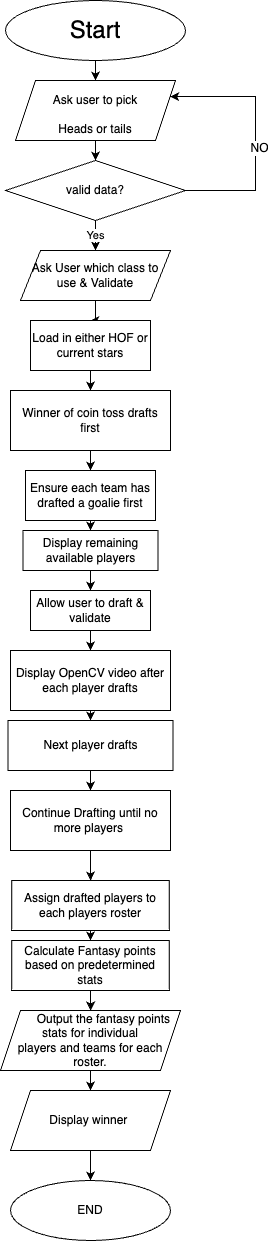 Start
Ask user to pick
Heads or tails
NO
valid data?
Yes
Ask User which class to
use & Validate
Load in either HOF or
current stars
Winner of coin toss drafts
first
Ensure each team has
drafted a goalie first
Display remaining
available players
Allow user to draft &
validate
Display OpenCV video after
each player drafts
Next player drafts
Continue Drafting until no
more players
Assign drafted players to
each players roster
Calculate Fantasy points
based on predetermined
stats
Output the fantasy points
stats for individual
players and teams for each
roster.
Display winner
END